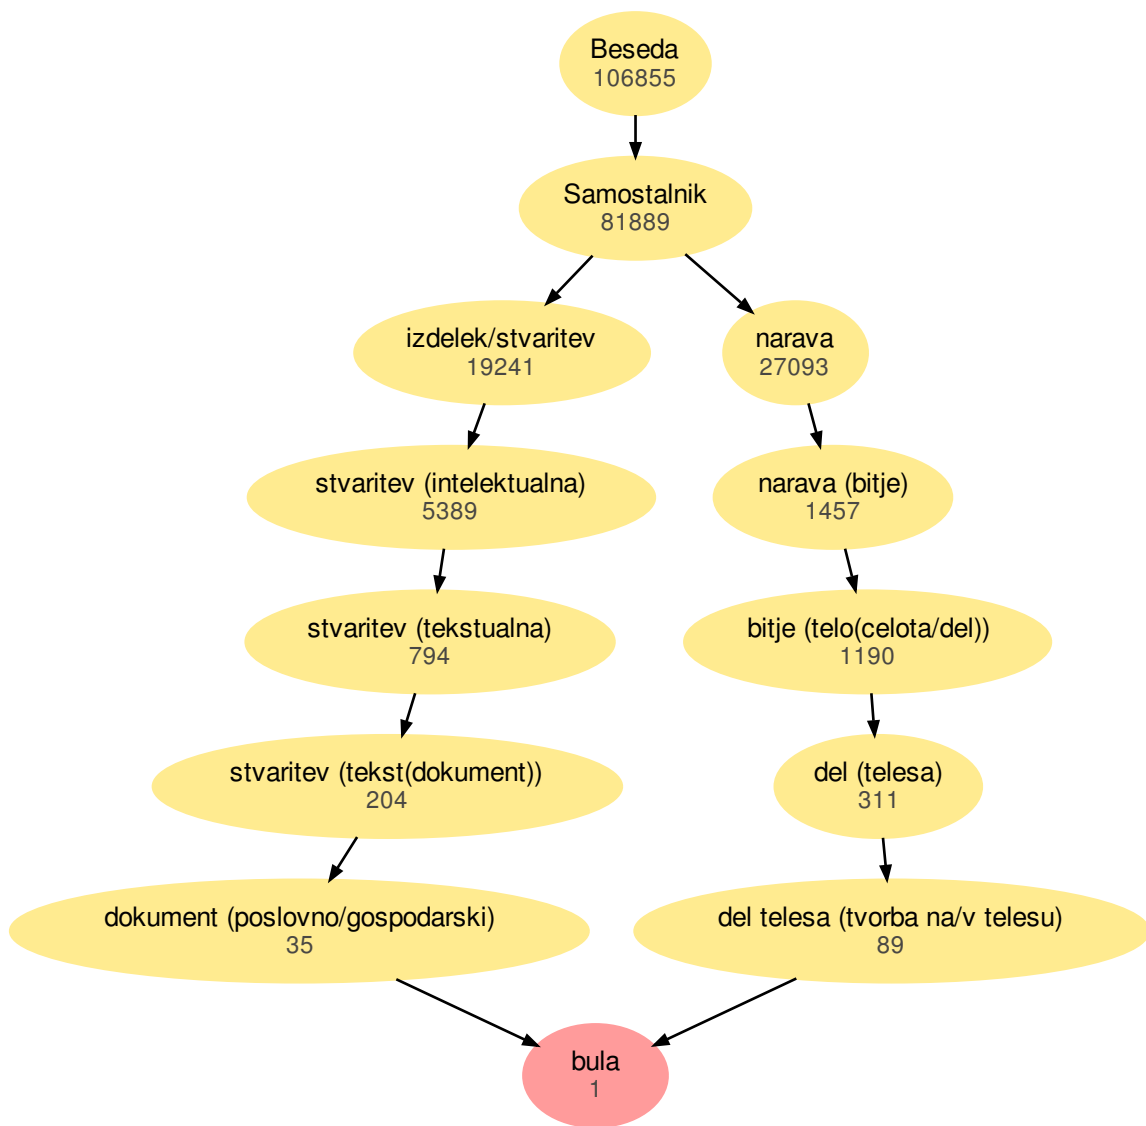 Beseda
106855
Samostalnik
81889
izdelek/stvaritev
19241
narava
27093
stvaritev (intelektualna)
5389
narava (bitje)
1457
stvaritev (tekstualna)
794
bitje (telo(celota/del))
1190
stvaritev (tekst(dokument))
204
del (telesa)
311
dokument (poslovno/gospodarski)
35
del telesa (tvorba na/v telesu)
89
bula
1